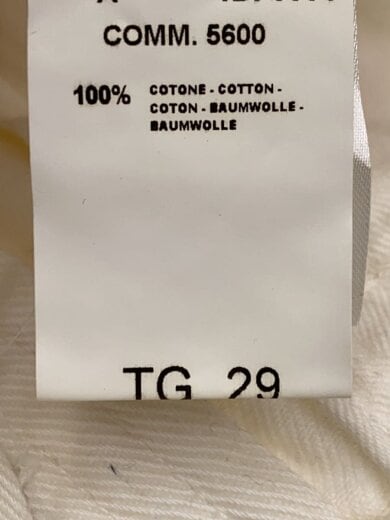 COMM. 5600
100% COTONE - COTTON -
COTON - BAUMWOLLE -
BAUMWOLLE
TG 29